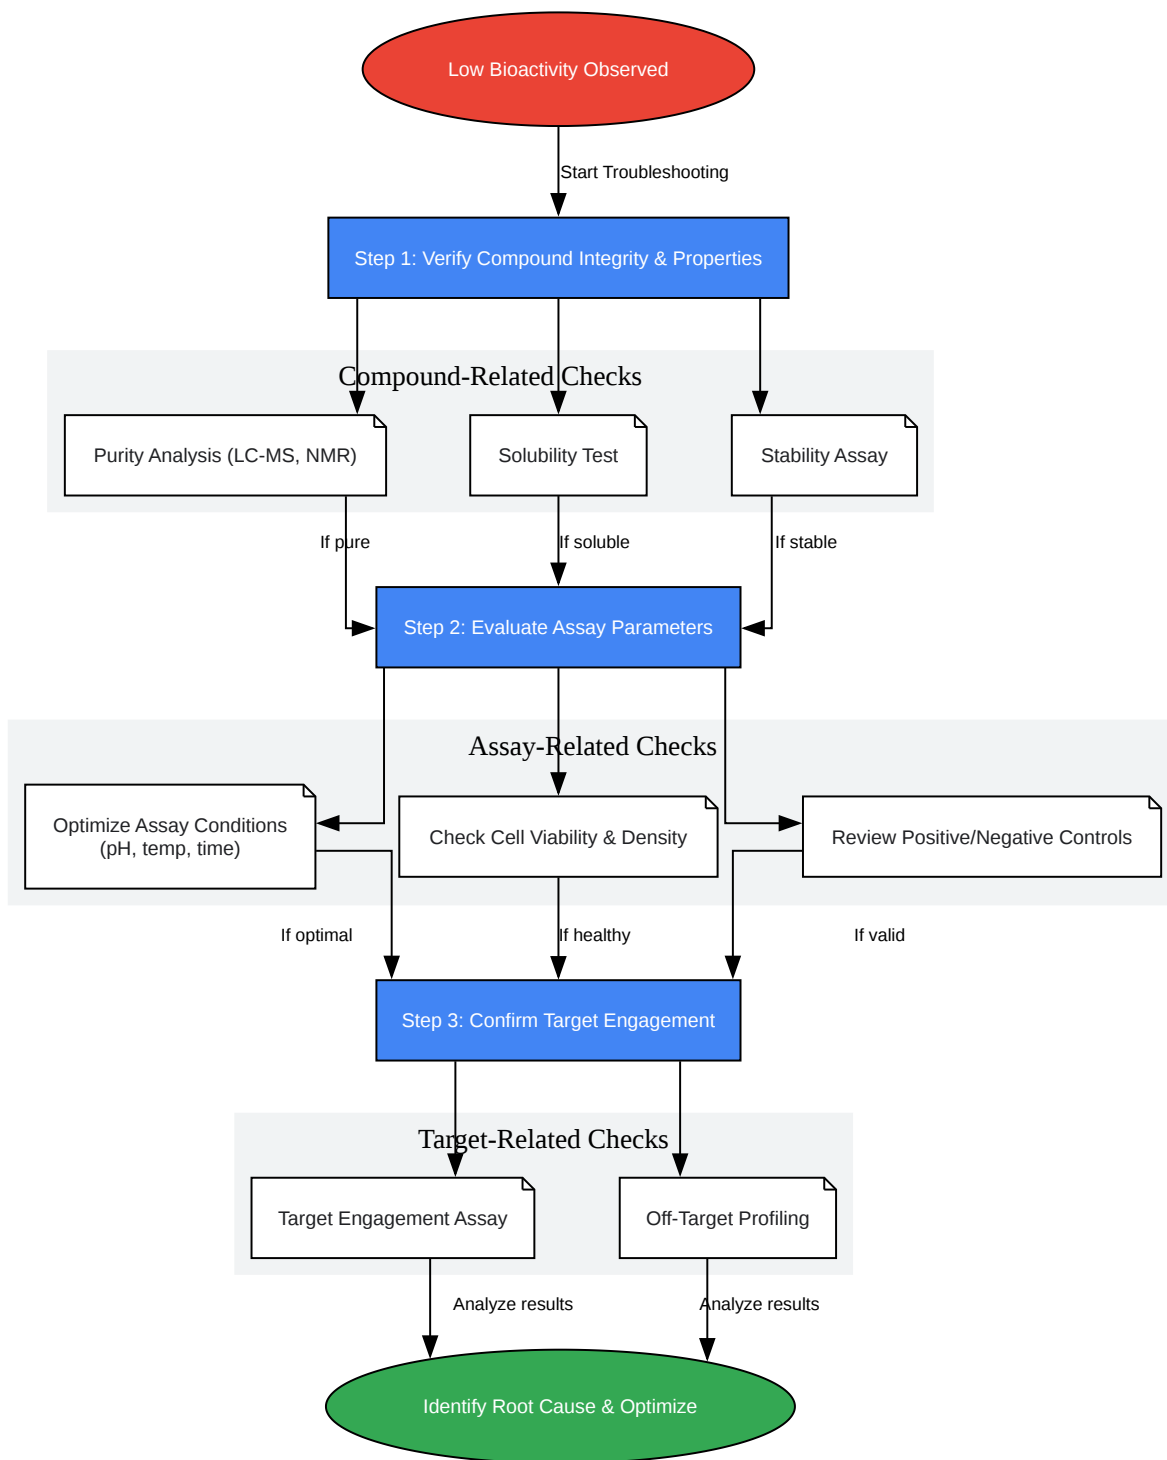 Low Bioactivity Observed
Start Troubleshooting
Step 1: Verify Compound Integrity & Properties
Compound-Related Checks
Purity Analysis (LC-MS, NMR)
Solubility Test
Stability Assay
If pure
If soluble
If stable
Step 2: Evaluate Assay Parameters
Assay-Related Checks
Optimize Assay Conditions
(pH, temp, time)
Check Cell Viability & Density
Review Positive/Negative Controls
If optimal
If healthy
If valid
Step 3: Confirm Target Engagement
Target-Related Checks
Target Engagement Assay
Off-Target Profiling
Analyze results
Analyze results
Identify Root Cause & Optimize